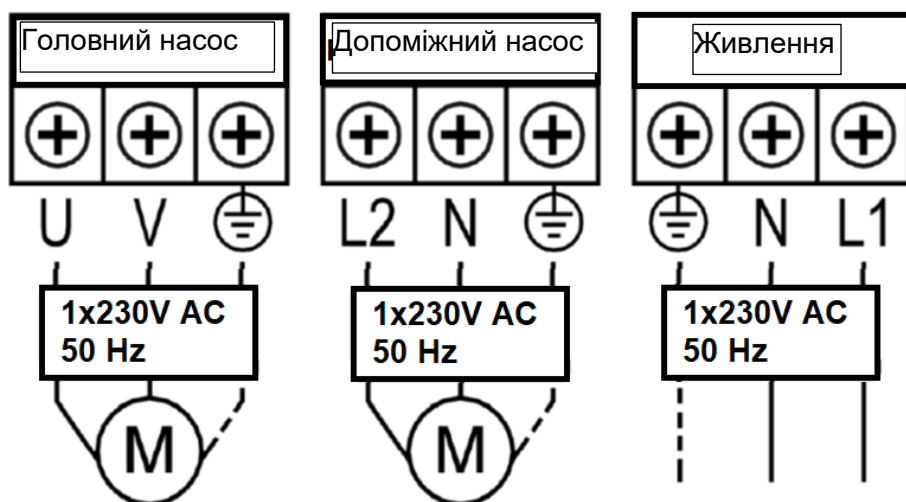 Головний насос
Допоміжний насос
Живлення
U V
L2 N
N L1
1x230V AC
50 Hz
1x230V AC
50 Hz
1x230V AC
50 Hz
M
M